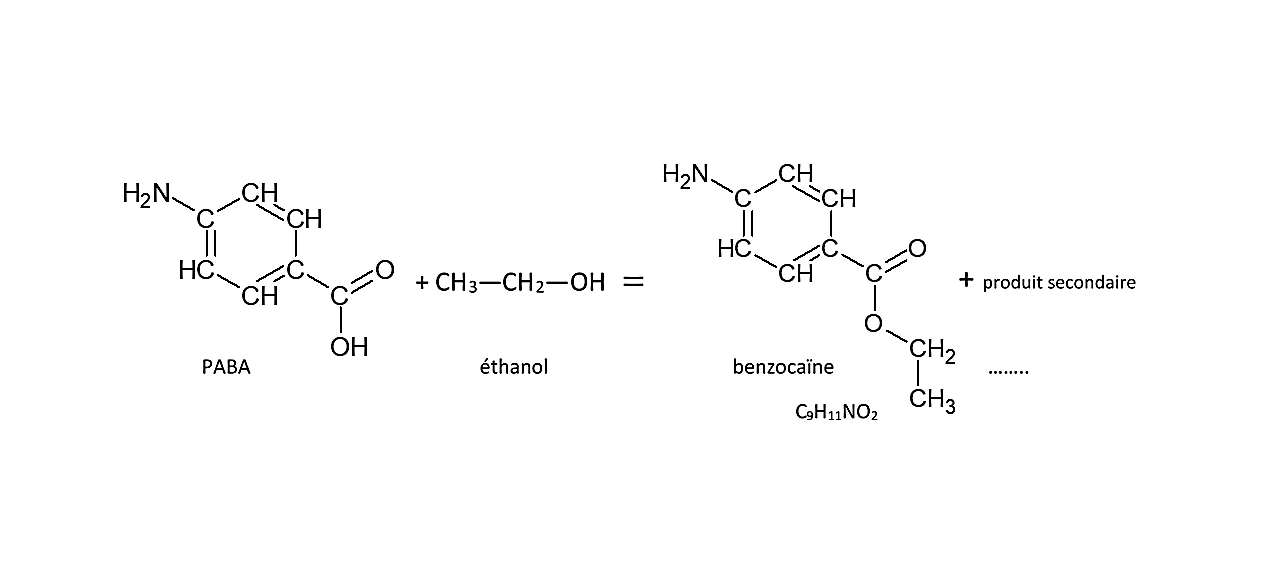 H₂N CH
C CH
HC C O
CH C
OH
+ CH₃—CH₂—OH =
H₂N CH
C CH
HC C O
CH C
O
CH₂
CH₃
+ produit secondaire
PABA éthanol benzocaïne ........
C₉H₁₁NO₂